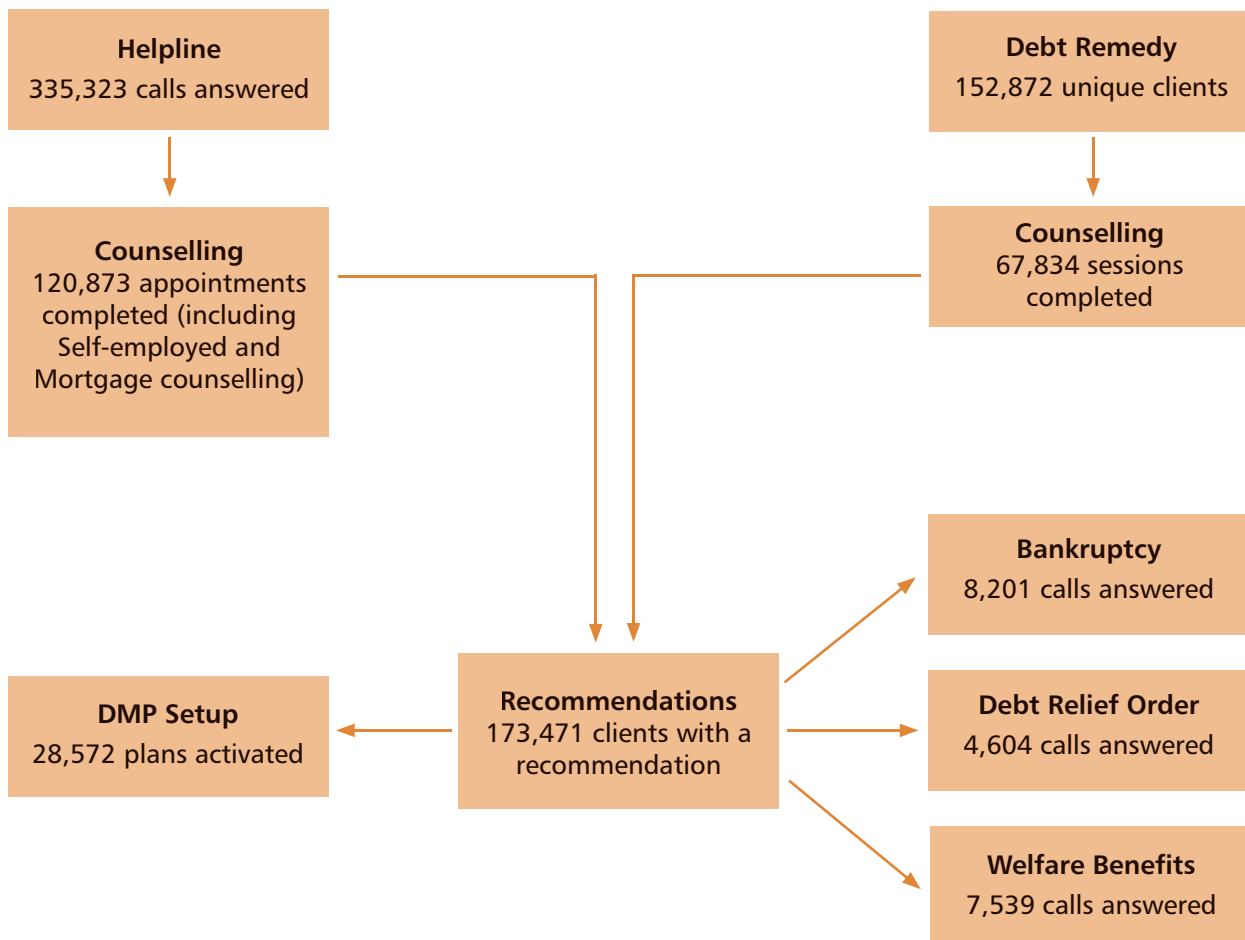 Helpline
335,323 calls answered
Debt Remedy
152,872 unique clients
Counselling
120,873 appointments
completed (including
Self-employed and
Mortgage counselling)
Counselling
67,834 sessions
completed
Bankruptcy
8,201 calls answered
DMP Setup
28,572 plans activated
Recommendations
173,471 clients with a
recommendation
Debt Relief Order
4,604 calls answered
Welfare Benefits
7,539 calls answered